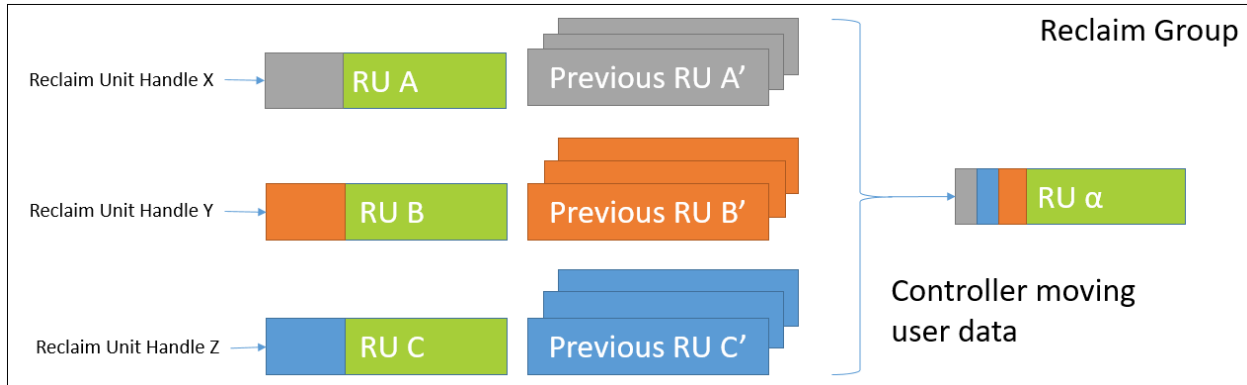 Reclaim Group
Reclaim Unit Handle X
RU A
Previous RU A’
Reclaim Unit Handle Y
RU B
Previous RU B’
RU α
Reclaim Unit Handle Z
RU C
Previous RU C’
Controller moving
user data